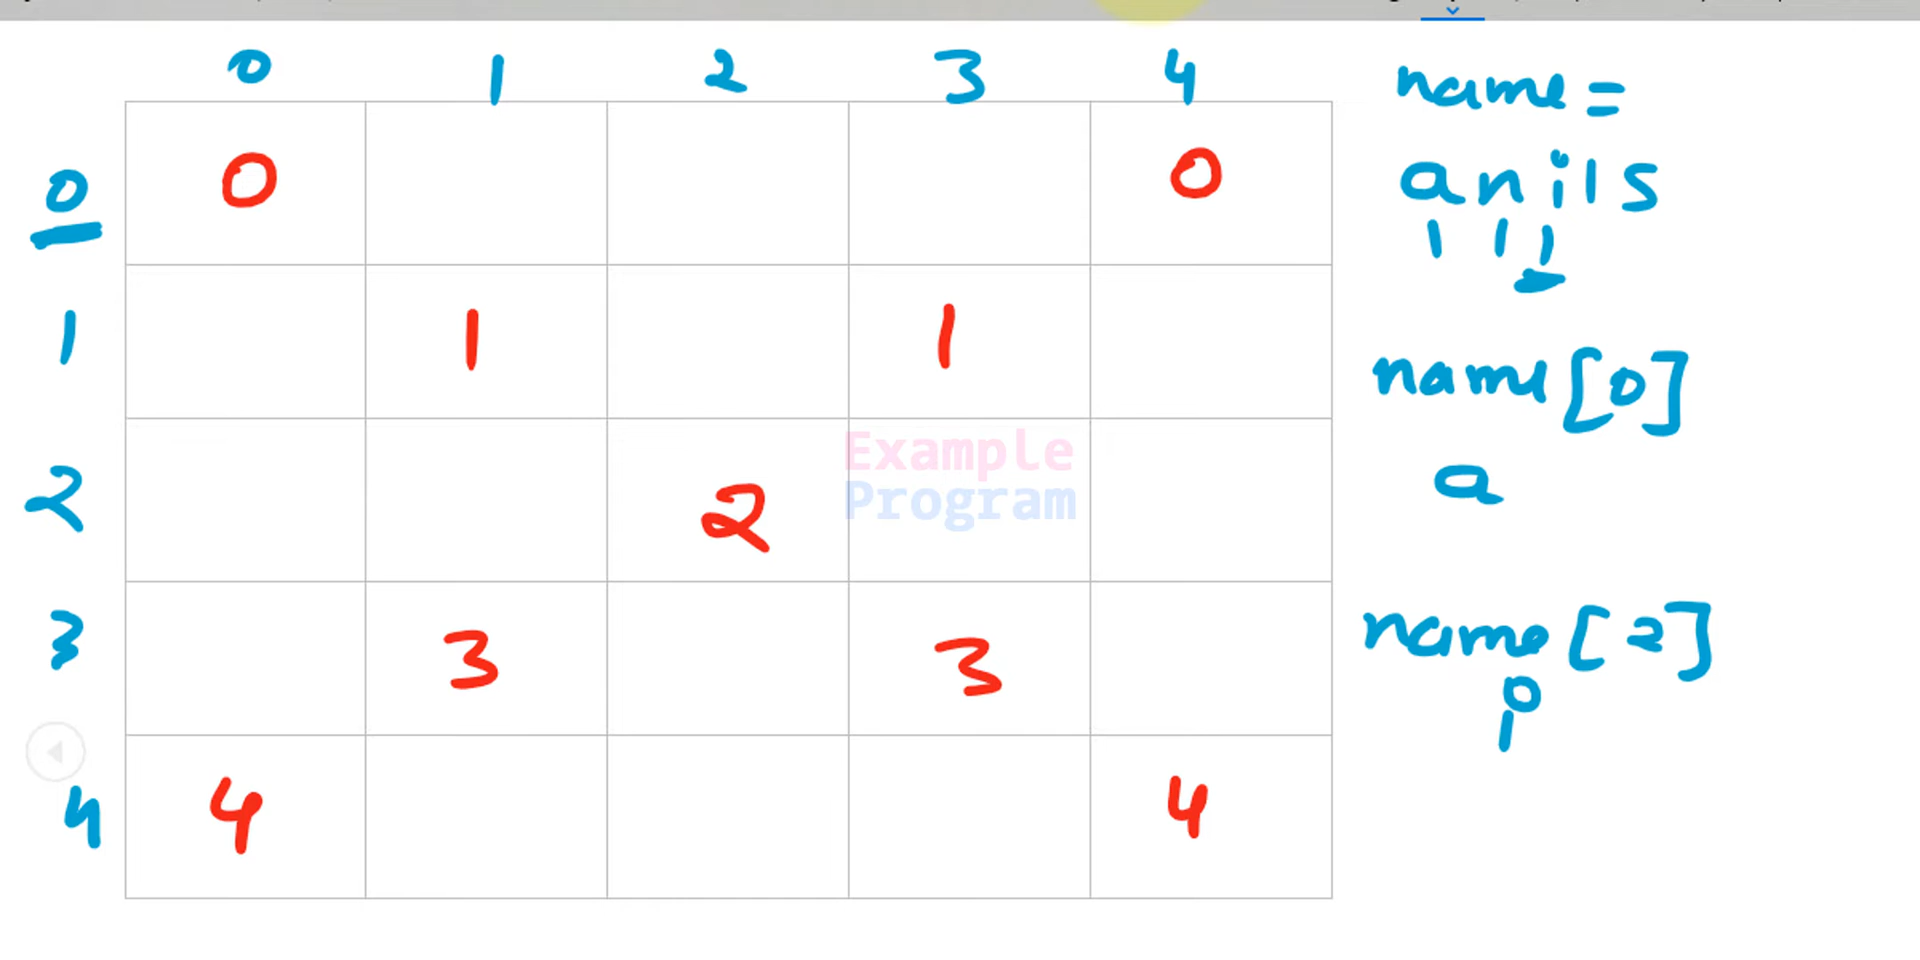 0 1 2 3 4
name =
0 0 0
anils
1 1 1
name[0]
Example
Program
a
2 2
3 3 3
name[2]
i
4 4 4